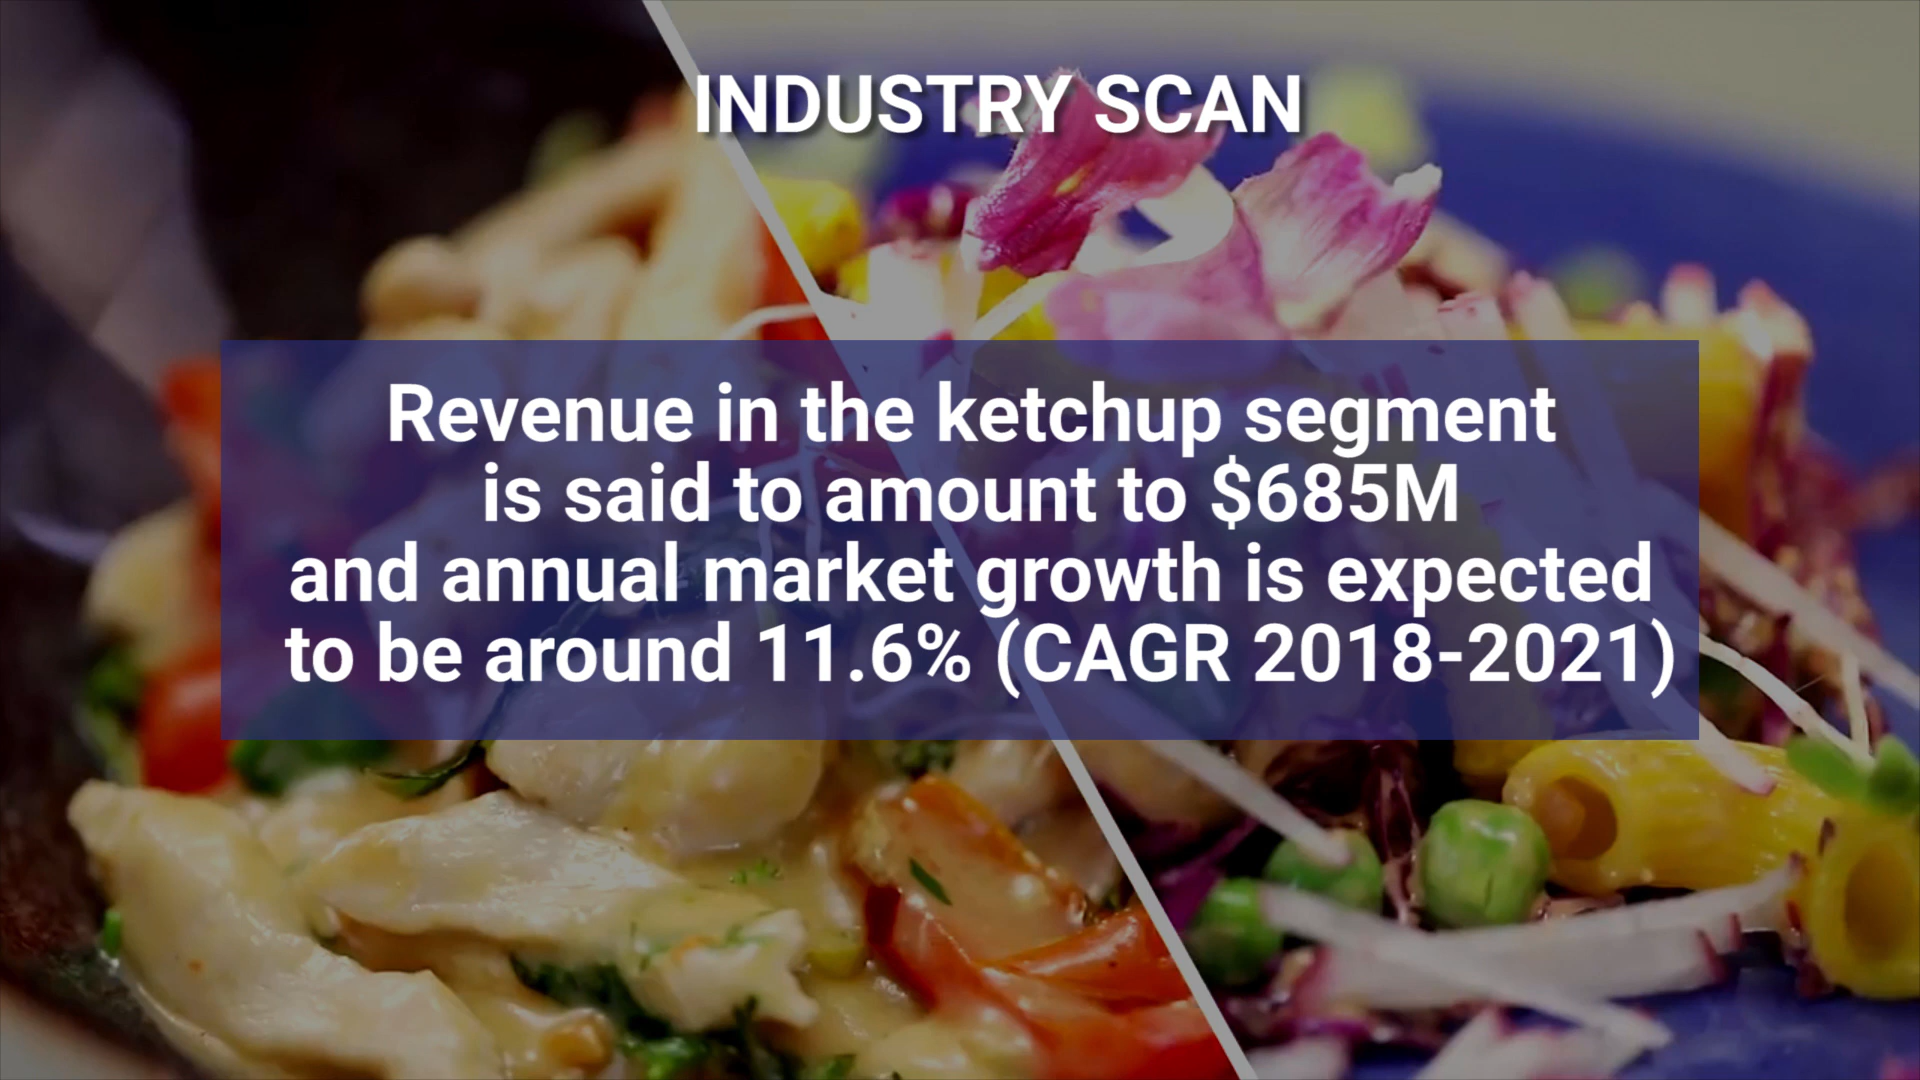 INDUSTRY SCAN
Revenue in the ketchup segment
is said to amount to $685M
and annual market growth is expected
to be around 11.6% (CAGR 2018-2021)